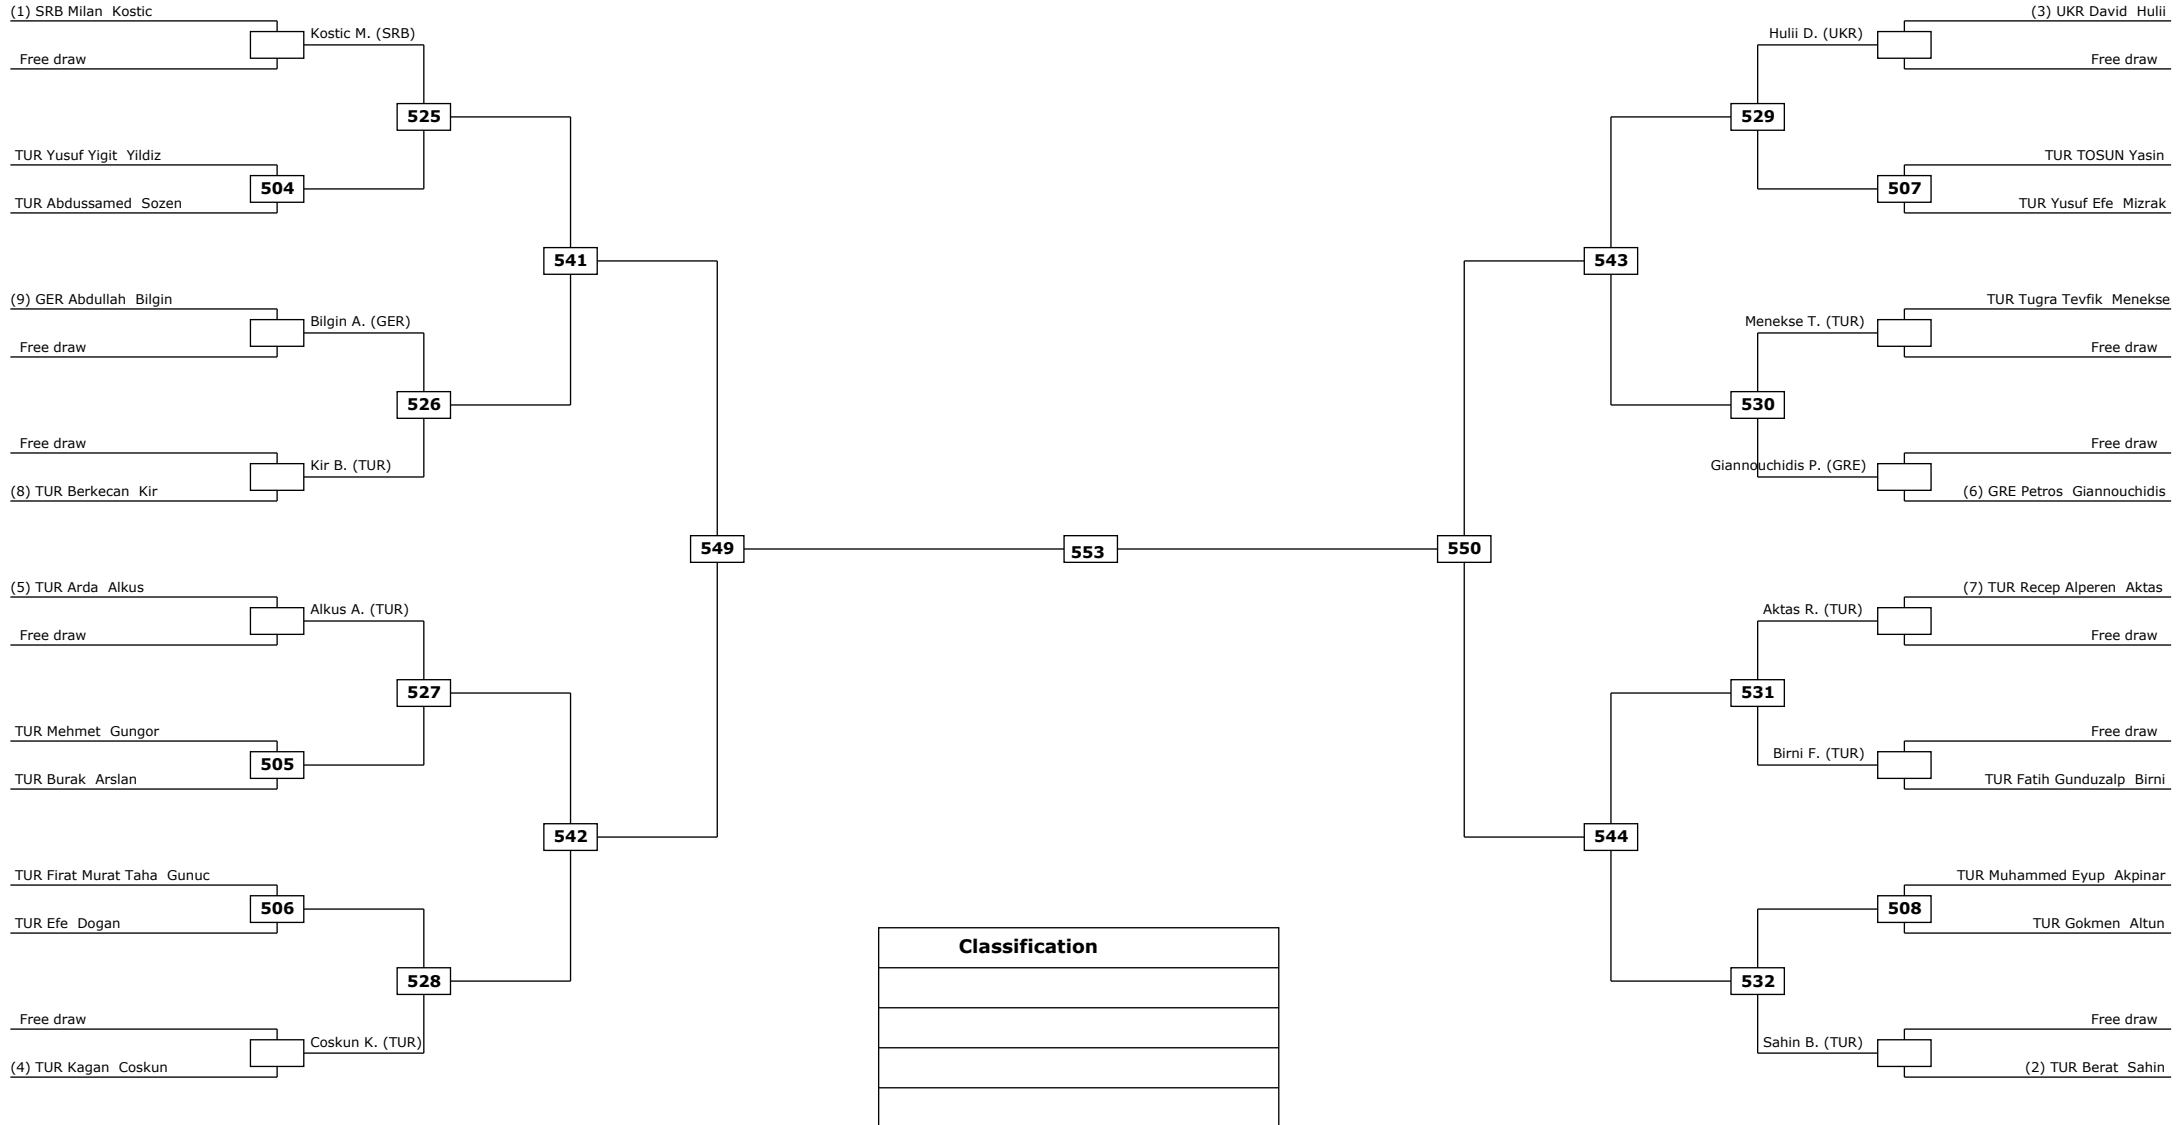 (1) SRB Milan Kostic
Kostic M. (SRB)
Free draw
525
TUR Yusuf Yigit Yildiz
504
TUR Abdussamed Sozen
541
(9) GER Abdullah Bilgin
Bilgin A. (GER)
Free draw
526
Free draw
Kir B. (TUR)
(8) TUR Berkecan Kir
549
(5) TUR Arda Alkus
Alkus A. (TUR)
Free draw
527
TUR Mehmet Gungor
505
TUR Burak Arslan
542
TUR Firat Murat Taha Gunuc
506
TUR Efe Dogan
528
Free draw
Coskun K. (TUR)
(4) TUR Kagan Coskun
553
Classification
(3) UKR David Hulii
Hulii D. (UKR)
Free draw
529
TUR TOSUN Yasin
507
TUR Yusuf Efe Mizrak
543
TUR Tugra Tevfik Menekse
Menekse T. (TUR)
Free draw
530
Free draw
Giannouchidis P. (GRE)
(6) GRE Petros Giannouchidis
550
(7) TUR Recep Alperen Aktas
Aktas R. (TUR)
Free draw
531
Free draw
Birni F. (TUR)
TUR Fatih Gunduzalp Birni
544
TUR Muhammed Eyup Akpinar
508
TUR Gokmen Altun
532
Free draw
Sahin B. (TUR)
(2) TUR Berat Sahin